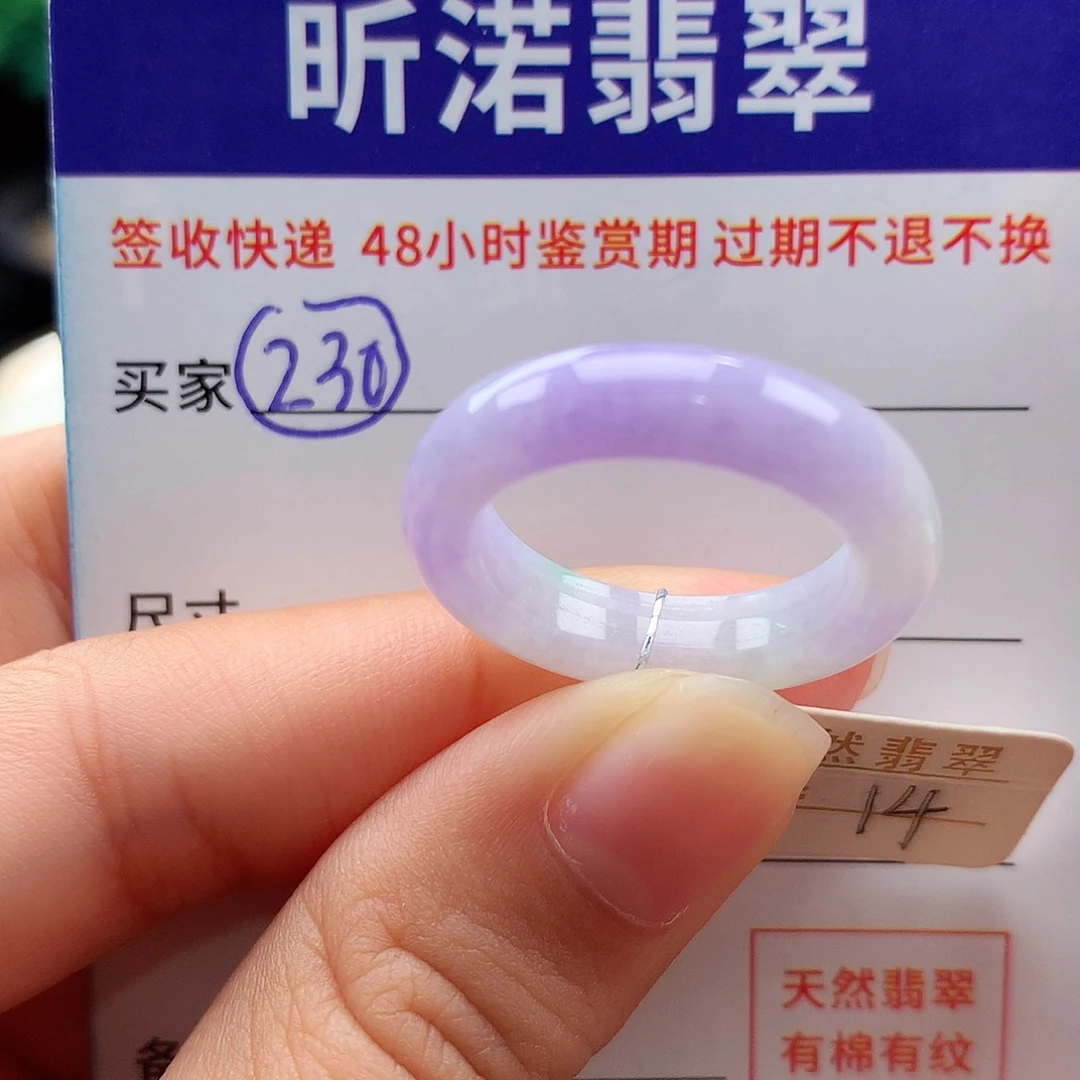 昕渃翡翠
签收快递 48小时鉴赏期 过期不退不换
买家 230
尺寸
然翡翠
14
天然翡翠
有棉有纹